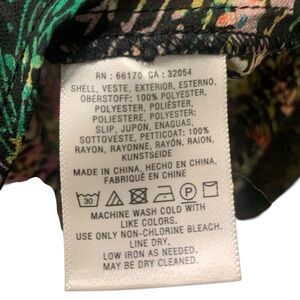 RN : 66170 CA : 32054
SHELL, VESTE, EXTERIOR, ESTERNO,
OBERSTOFF: 100% POLYESTER,
POLYESTER, POLIÉSTER,
POLIESTERE, POLYESTER;
SLIP, JUPON, ENAGUAS,
SOTTOVESTE, PETTICOAT: 100%
RAYON, RAYONNE, RAYÓN, RAION,
KUNSTSEIDE
MADE IN CHINA, HECHO EN CHINA,
FABRIQUÉ EN CHINE
30 P
MACHINE WASH COLD WITH
LIKE COLORS.
USE ONLY NON-CHLORINE BLEACH.
LINE DRY.
LOW IRON AS NEEDED.
MAY BE DRY CLEANED.